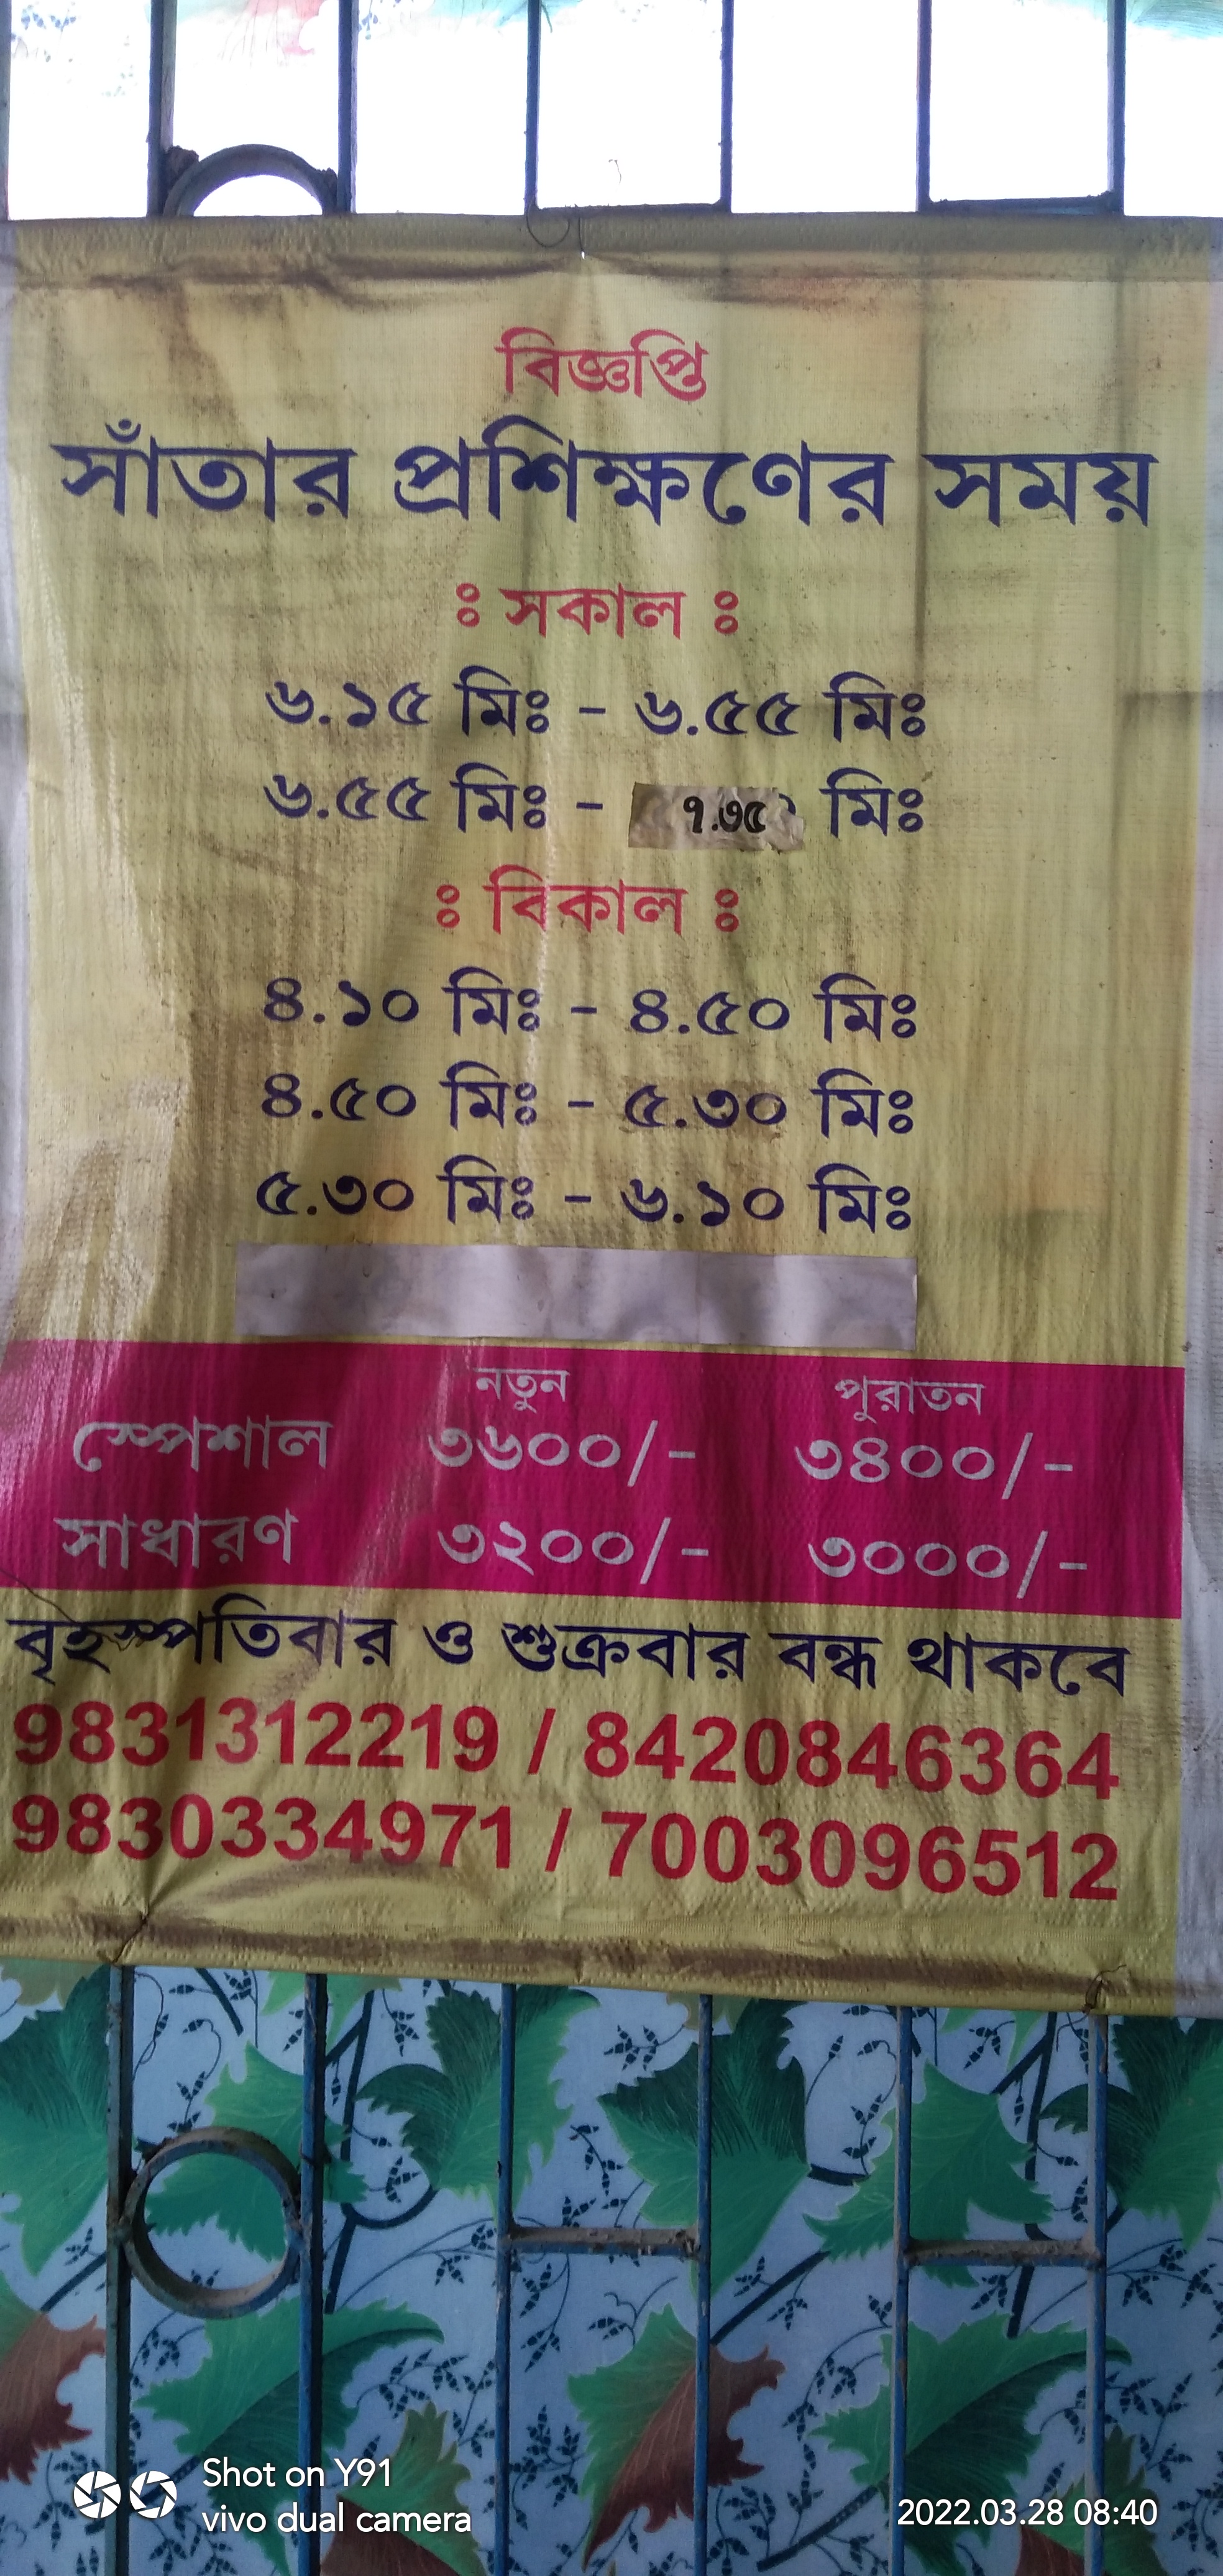 বিজ্ঞপ্তি
সাঁতার প্রশিক্ষণের সময়
ঃ সকাল ঃ
৬.১৫ মিঃ - ৬.৫৫ মিঃ
৬.৫৫ মিঃ - ৭.৩৫ মিঃ
ঃ বিকাল ঃ
৪.১০ মিঃ - ৪.৫০ মিঃ
৪.৫০ মিঃ - ৫.৩০ মিঃ
৫.৩০ মিঃ - ৬.১০ মিঃ
নতুন পুরাতন
স্পেশাল ৩৬০০/- ৩৪০০/-
সাধারণ ৩২০০/- ৩০০০/-
বৃহস্পতিবার ও শুক্রবার বন্ধ থাকবে
9831312219 / 8420846364
9830334971 / 7003096512
Shot on Y91
vivo dual camera
2022.03.28 08:40